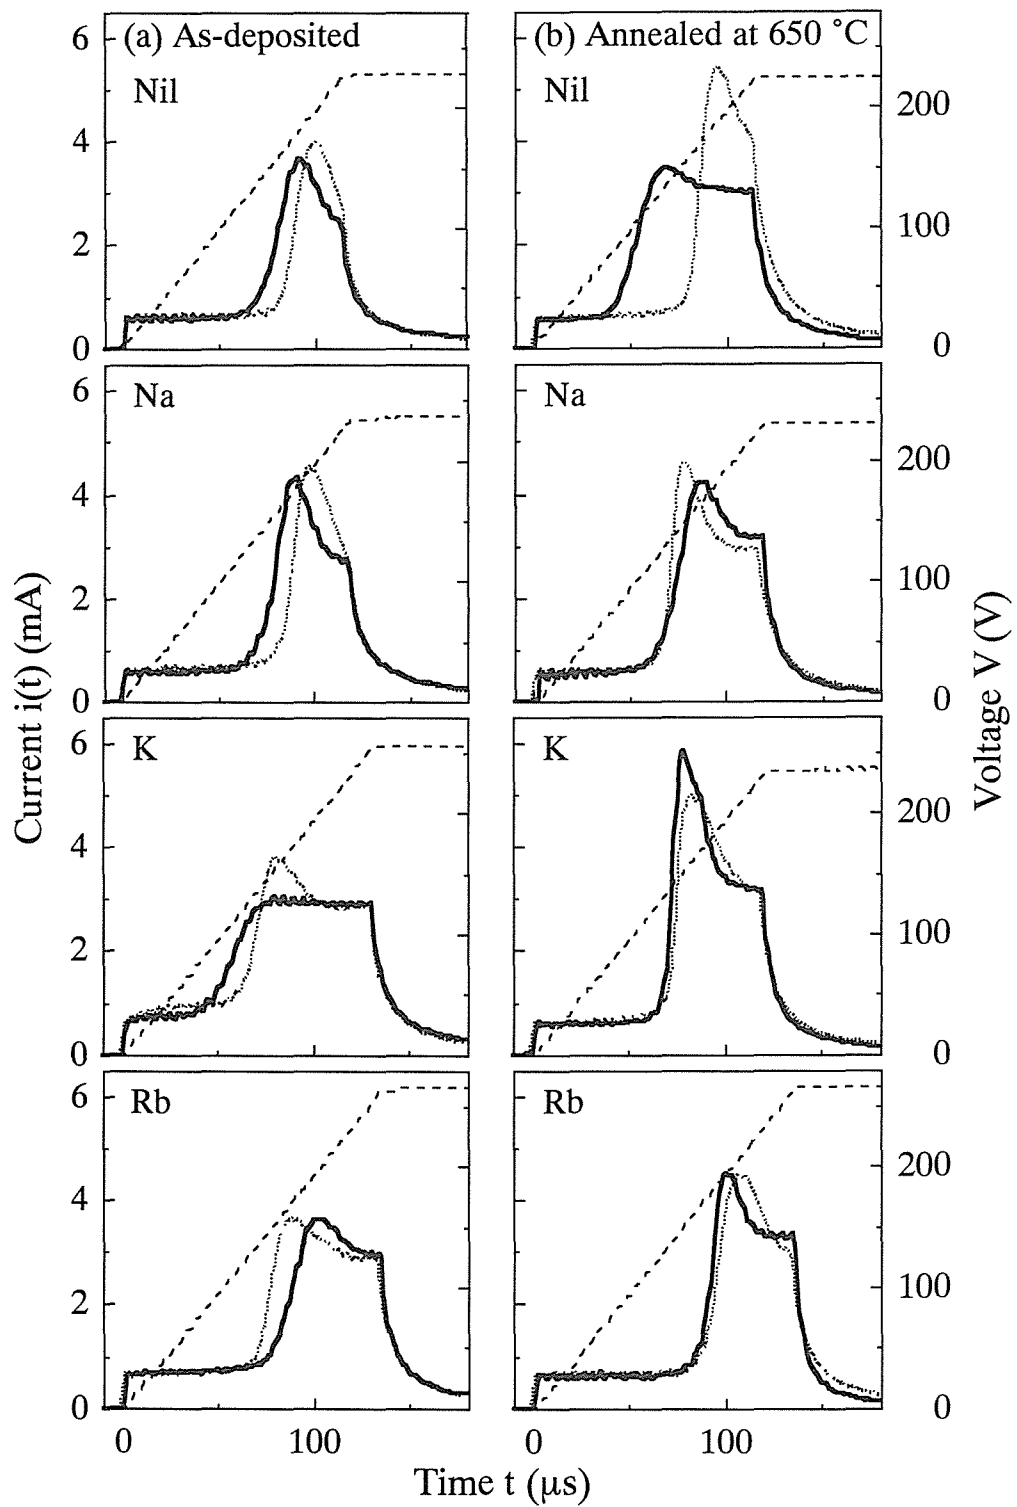 (a) As-deposited
(b) Annealed at 650 °C
Nil
Nil
6
4
2
0
200
100
0
Na
Na
6
4
2
0
200
100
0
K
K
6
4
2
0
200
100
0
Rb
Rb
6
4
2
0
200
100
0
Current i(t) (mA)
Voltage V (V)
0 100
0 100
Time t (μs)